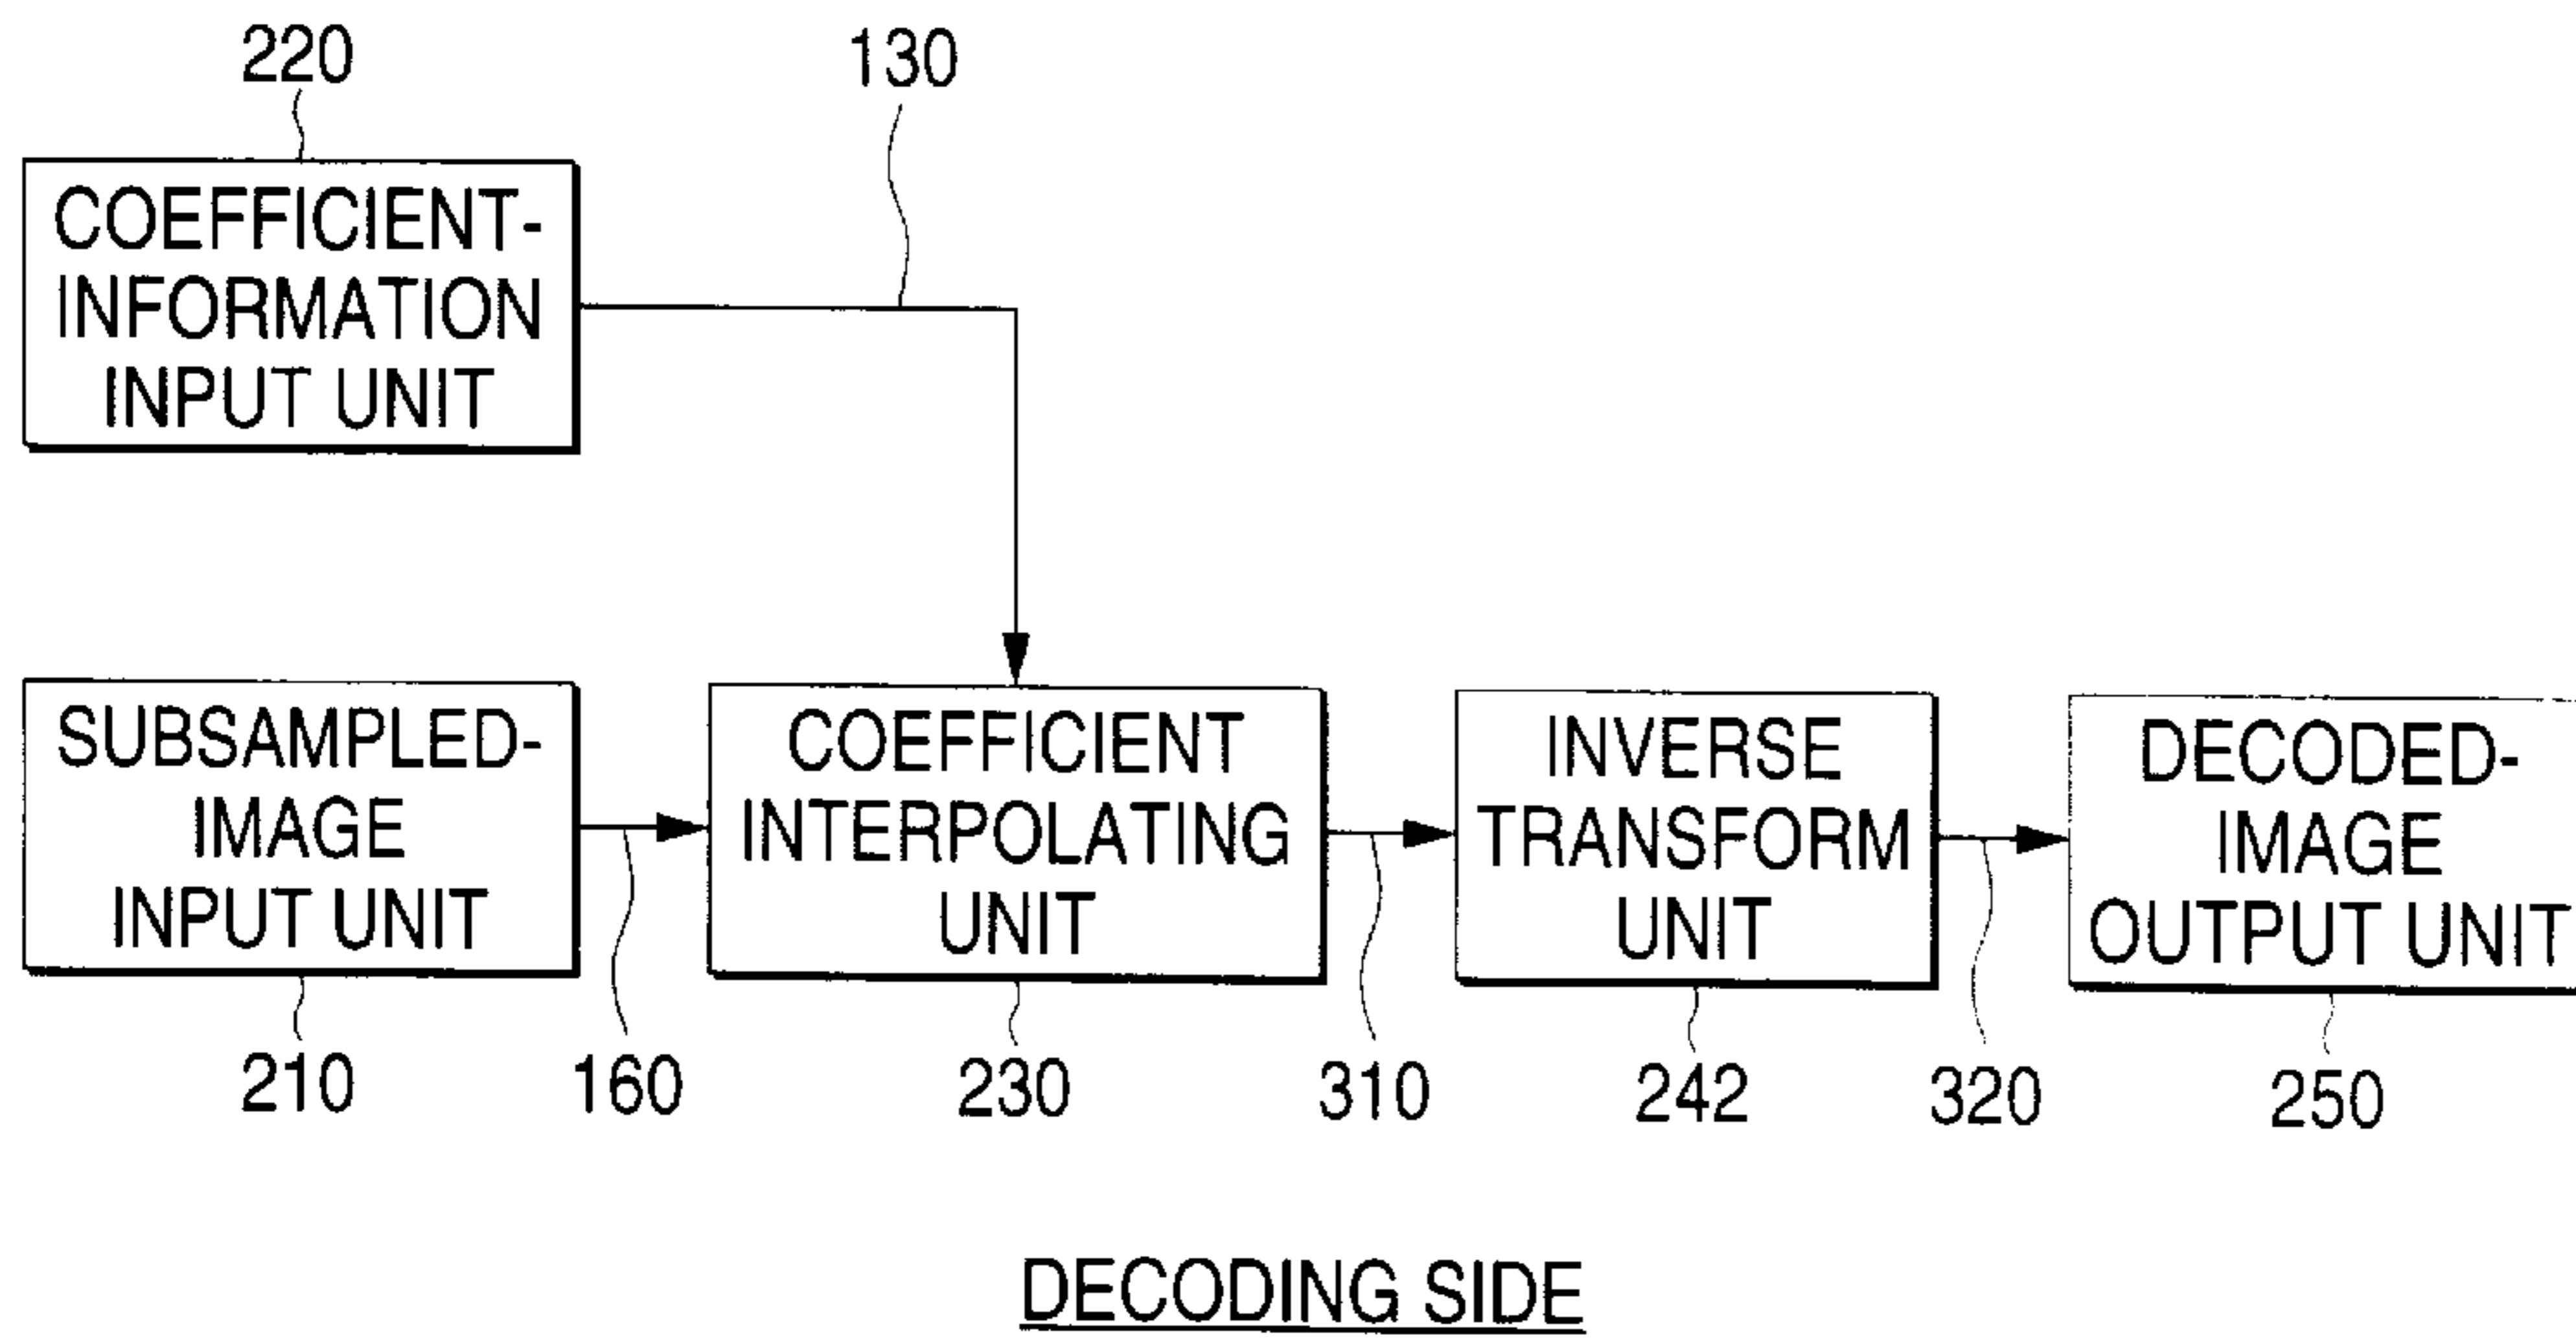 220
130
COEFFICIENT-
INFORMATION
INPUT UNIT
SUBSAMPLED-
IMAGE
INPUT UNIT
COEFFICIENT
INTERPOLATING
UNIT
INVERSE
TRANSFORM
UNIT
DECODED-
IMAGE
OUTPUT UNIT
210
160
230
310
242
320
250
DECODING SIDE